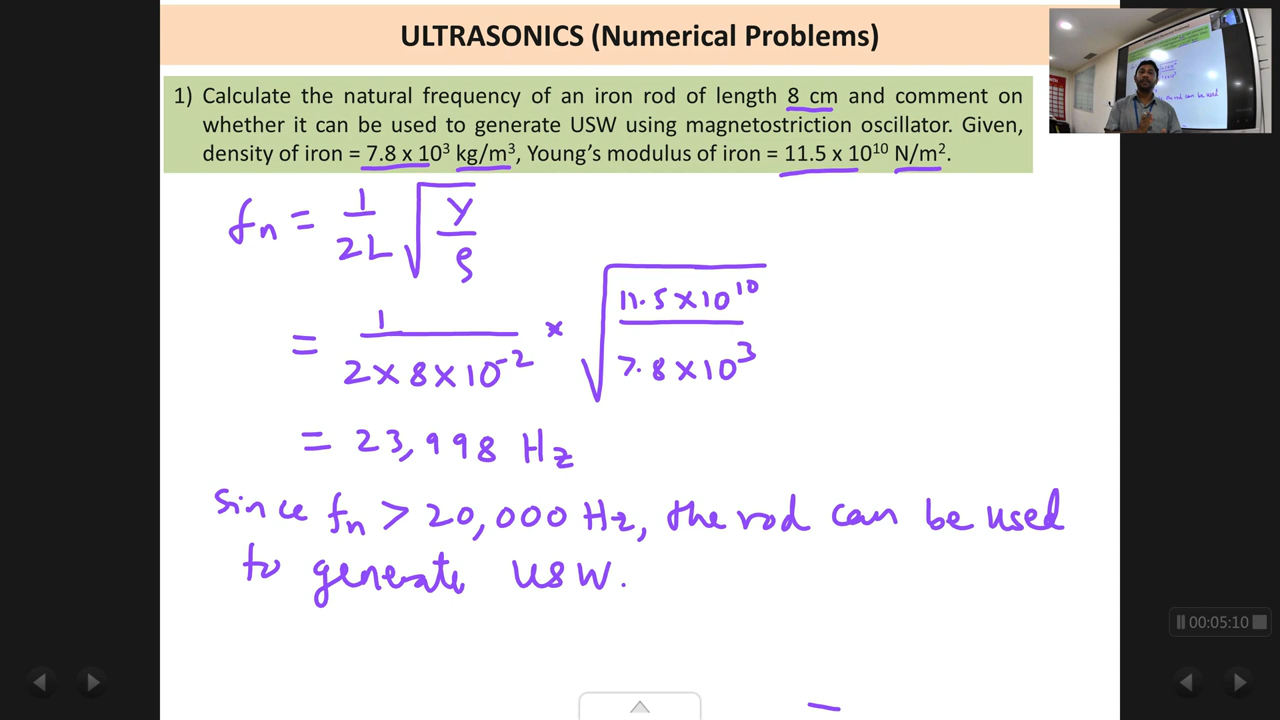 ULTRASONICS (Numerical Problems)
1) Calculate the natural frequency of an iron rod of length 8 cm and comment on
whether it can be used to generate USW using magnetostriction oscillator. Given,
density of iron = 7.8 x 10³ kg/m³, Young’s modulus of iron = 11.5 x 10¹⁰ N/m².
fn = 1/2L √Y/ρ
= 1/2×8×10⁻² × √11.5×10¹⁰/7.8×10³
= 23,998 Hz
Since fn > 20,000 Hz, the rod can be used
to generate USW.
00:05:10